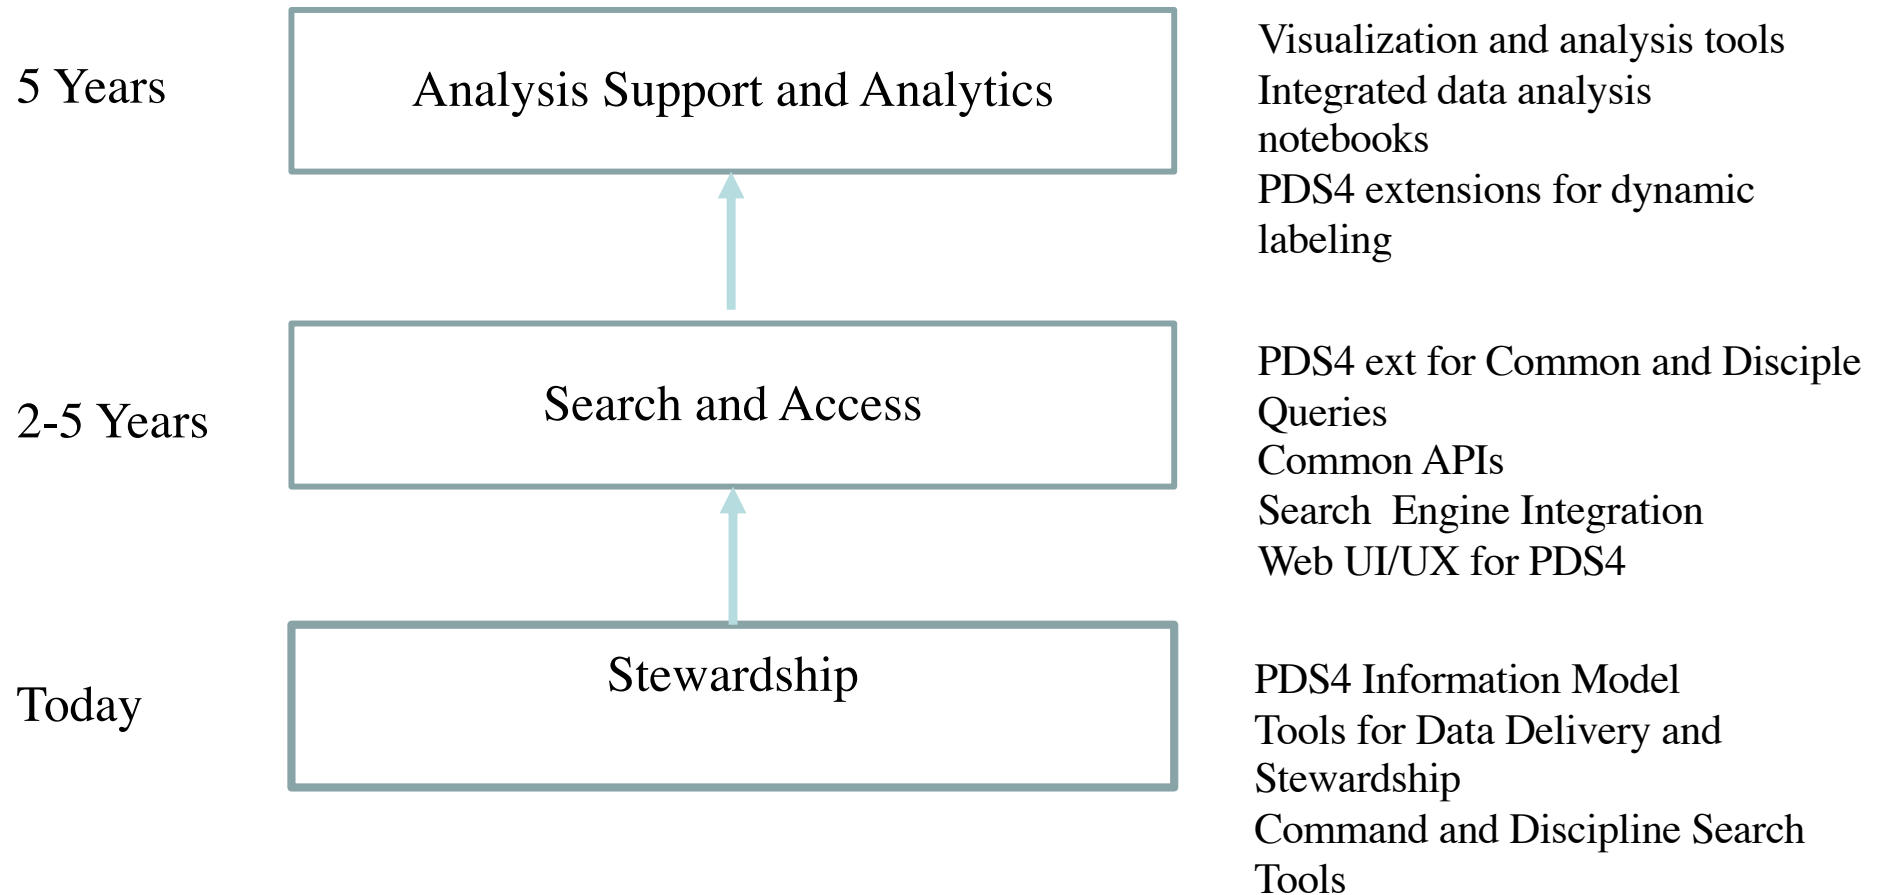 5 Years
Analysis Support and Analytics
Visualization and analysis tools
Integrated data analysis
notebooks
PDS4 extensions for dynamic
labeling
2-5 Years
Search and Access
PDS4 ext for Common and Disciple
Queries
Common APIs
Search  Engine Integration
Web UI/UX for PDS4
Today
Stewardship
PDS4 Information Model
Tools for Data Delivery and
Stewardship
Command and Discipline Search
Tools